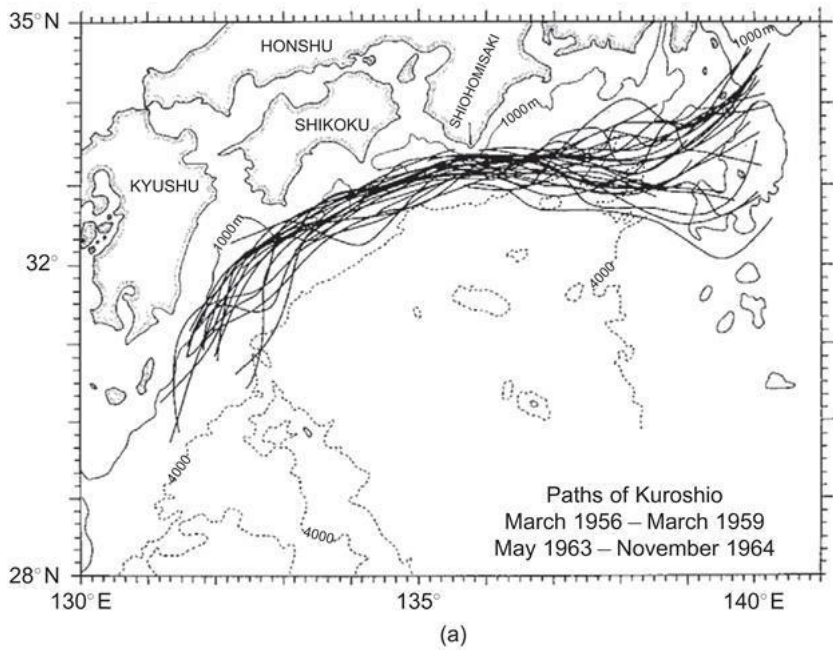 35°N
HONSHU
SHIOHOMISAKI
1000m
1000m
SHIKOKU
KYUSHU
1000m
32°
4000
4000
4000
Paths of Kuroshio
March 1956 – March 1959
May 1963 – November 1964
28°N
130°E
135°
140°E
(a)